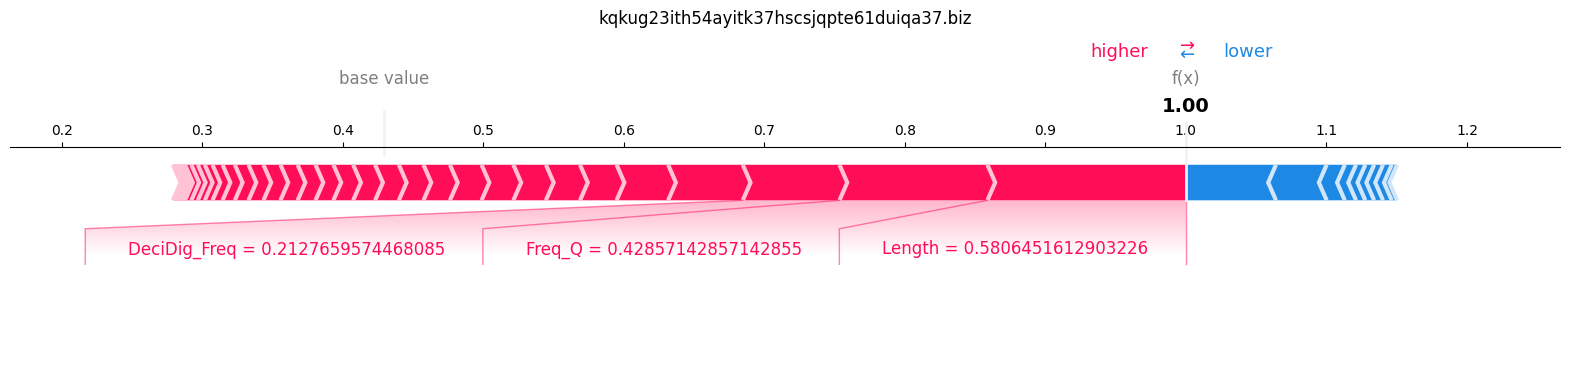 kqkug23ith54ayitk37hscsjqpte61duiqa37.biz
higher ⇄ lower
base value f(x)
1.00
0.2 0.3 0.4 0.5 0.6 0.7 0.8 0.9 1.0 1.1 1.2
DeciDig_Freq = 0.2127659574468085 Freq_Q = 0.42857142857142855 Length = 0.5806451612903226